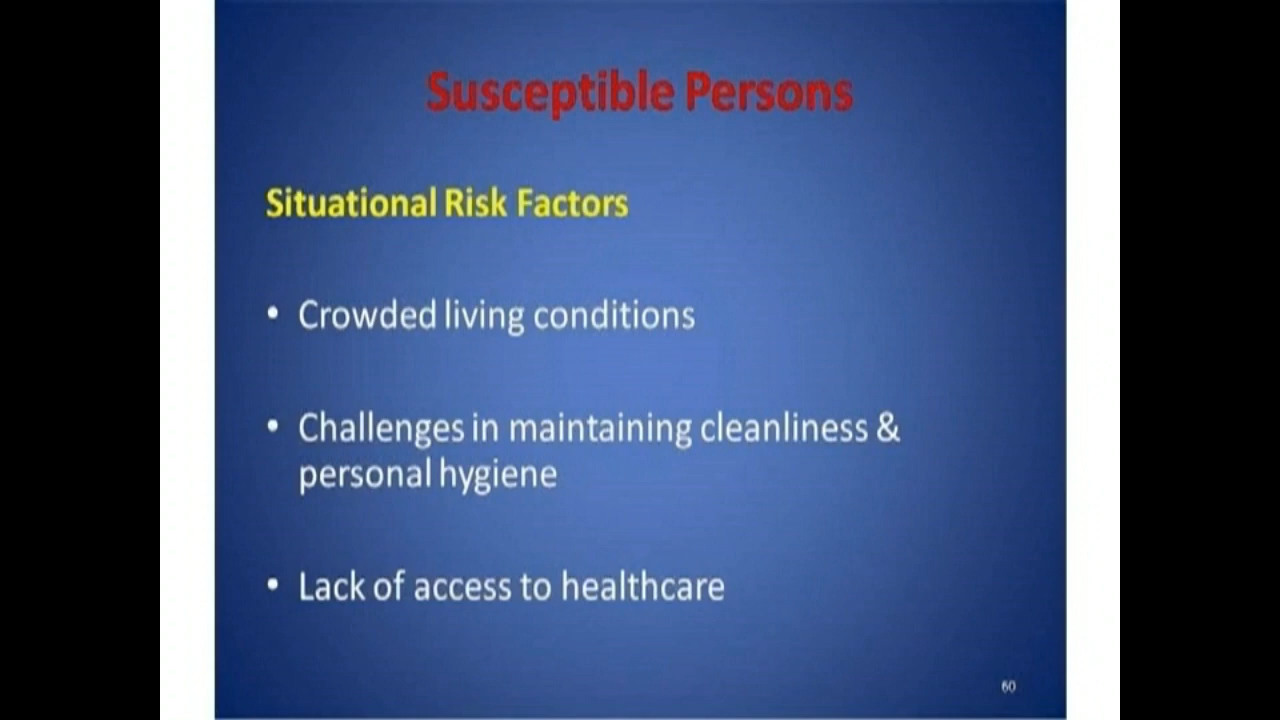 Susceptible Persons
Situational Risk Factors
• Crowded living conditions
• Challenges in maintaining cleanliness &
personal hygiene
• Lack of access to healthcare
60